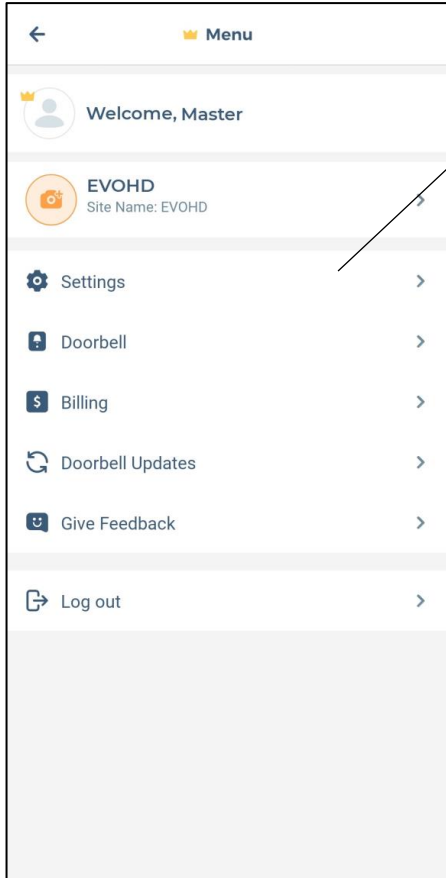 Menu
Welcome, Master
EVOHD
Site Name: EVOHD
Settings
Doorbell
$ Billing
Doorbell Updates
Give Feedback
Log out